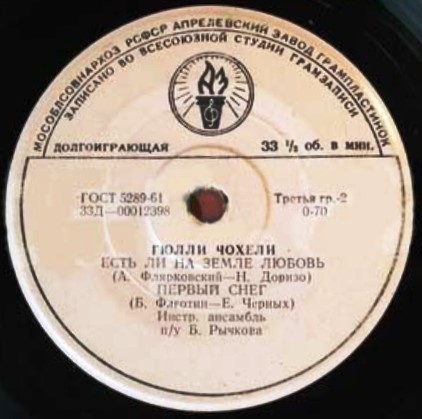 МОСОБЛСОВНАРХОЗ РСФСР АПРЕЛЕВСКИЙ ЗАВОД ГРАМПЛАСТИНОК
ЗАПИСАНО ВО ВСЕСОЮЗНОЙ СТУДИИ ГРАМЗАПИСИ
АЗ
ДОЛГОИГРАЮЩАЯ 33 ⅓ об. в мин.
ГОСТ 5289-61 Третья гр.-2
33Д—00012398 0-70
ГЮЛЛИ ЧОХЕЛИ
ЕСТЬ ЛИ НА ЗЕМЛЕ ЛЮБОВЬ
(А. Флярковский—Н. Доризо)
ПЕРВЫЙ СНЕГ
(Б. Фиготин—Е. Черных)
Инстр. ансамбль
п/у Б. Рычкова